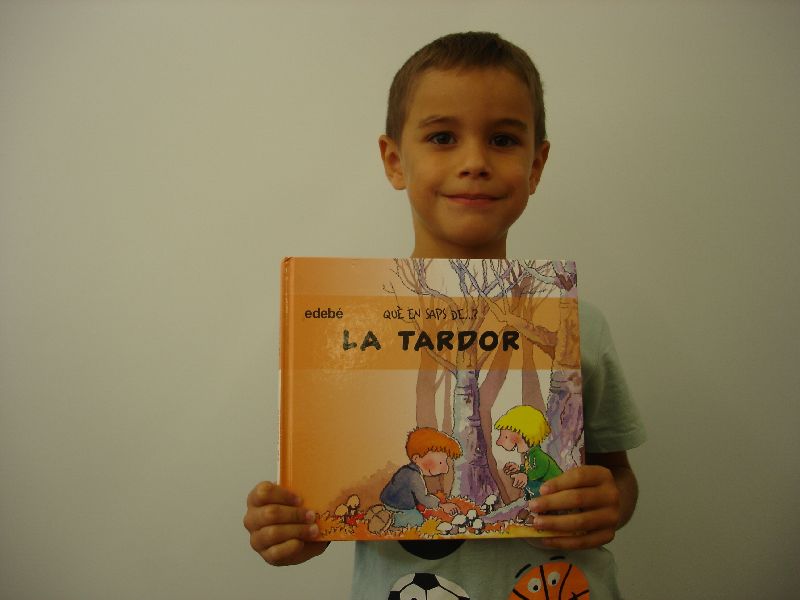 edebé
QUÈ EN SAPS DE...?
LA TARDOR